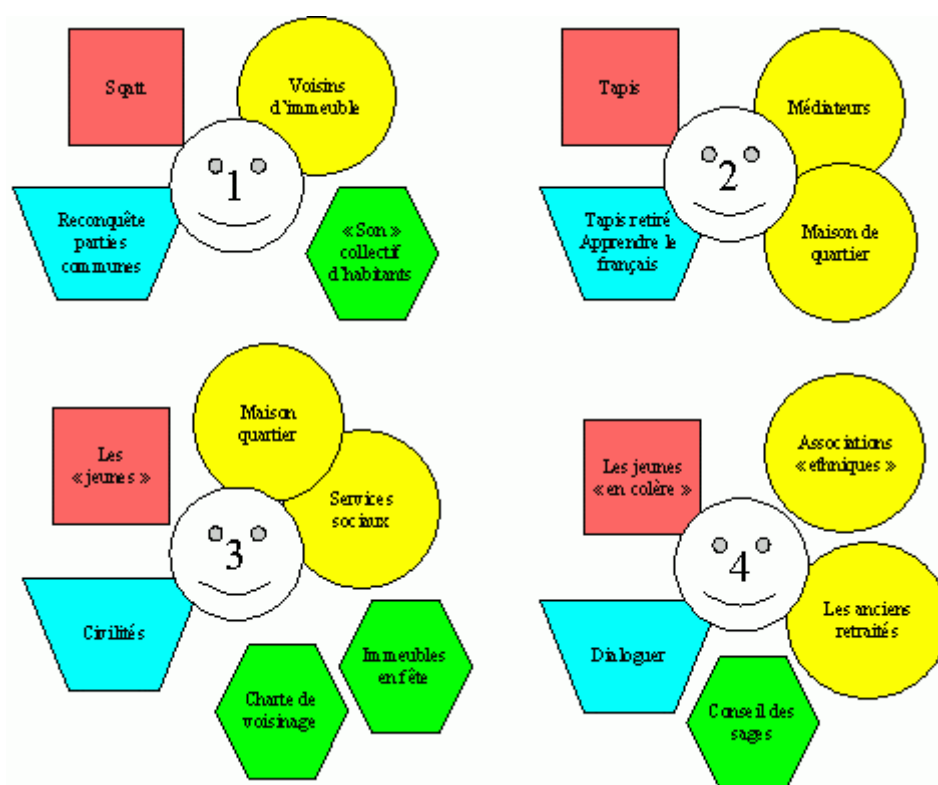 Sqatt
Voisins
d'immeuble
1
Reconquête
parties
communes
« Son »
collectif
d'habitants
Tapis
Médiateurs
2
Tapis retiré
Apprendre le
français
Maison de
quartier
Maison
quartier
Les
« jeunes »
Services
sociaux
3
Civilités
Immeubles
en fête
Charte de
voisinage
Associations
« ethniques »
Les jeunes
« en colère »
4
Les anciens
retraités
Dialoguer
Conseil des
sages